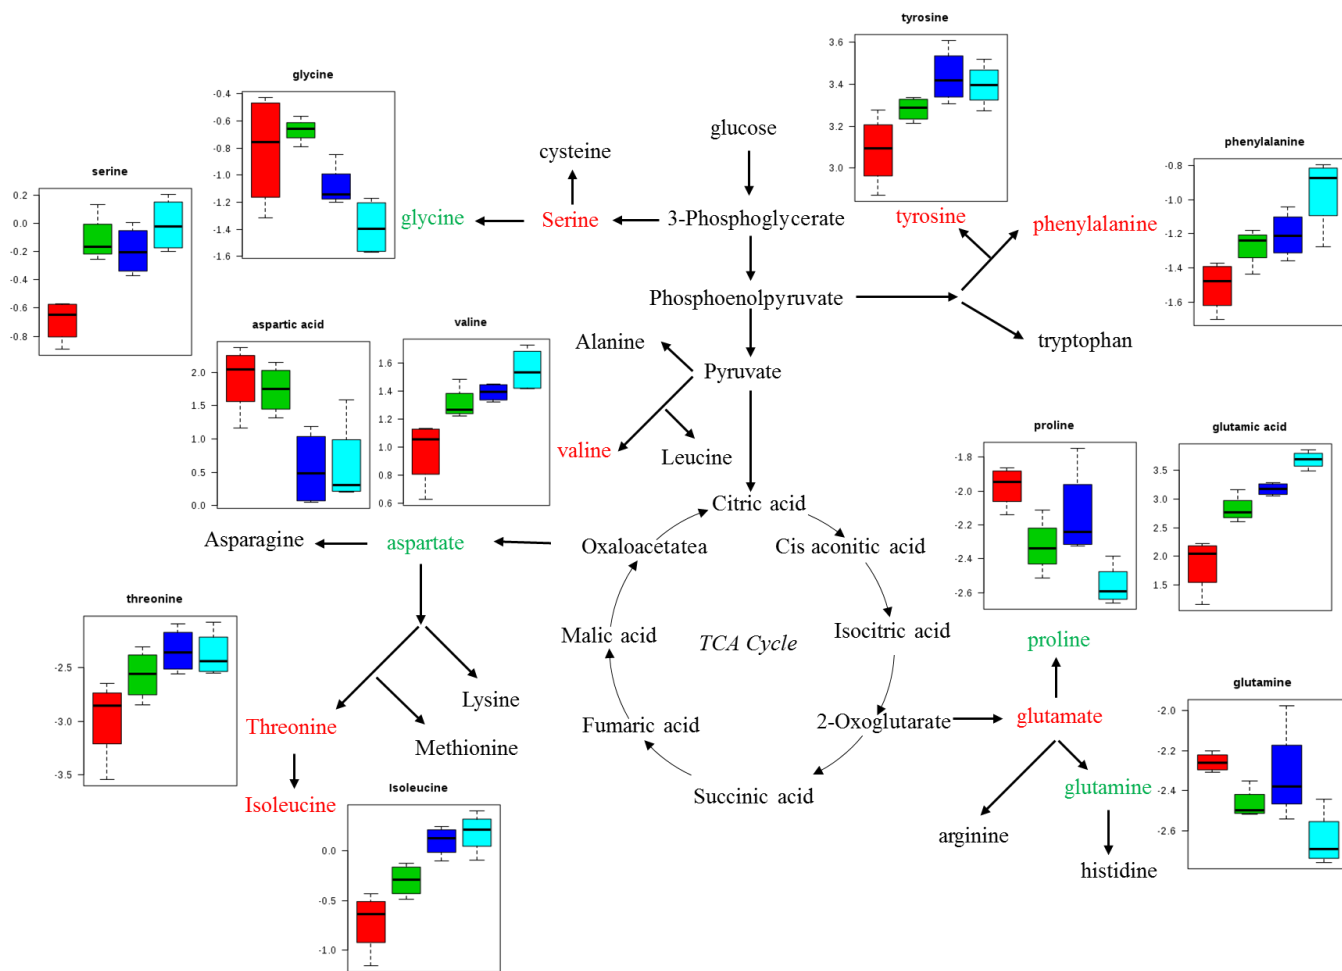 tyrosine
3.6
3.4
3.2
3.0
glycine
-0.4
-0.6
-0.8
-1.0
-1.2
-1.4
-1.6
glucose
cysteine
phenylalanine
-0.8
-1.0
-1.2
-1.4
-1.6
serine
0.2
0.0
-0.2
-0.4
-0.6
-0.8
glycine
Serine
3-Phosphoglycerate
tyrosine
phenylalanine
Phosphoenolpyruvate
tryptophan
aspartic acid
2.0
1.5
1.0
0.5
0.0
valine
1.6
1.4
1.2
1.0
0.8
0.6
Alanine
Pyruvate
valine
Leucine
proline
-1.8
-2.0
-2.2
-2.4
-2.6
glutamic acid
3.5
3.0
2.5
2.0
1.5
Citric acid
Asparagine
aspartate
Oxaloacetatea
Cis aconitic acid
threonine
-2.5
-3.0
-3.5
Malic acid
TCA Cycle
Isocitric acid
proline
Lysine
Threonine
Methionine
Fumaric acid
2-Oxoglutarate
glutamate
glutamine
-2.0
-2.2
-2.4
-2.6
Isoleucine
Succinic acid
glutamine
arginine
histidine
Isoleucine
0.0
-0.5
-1.0